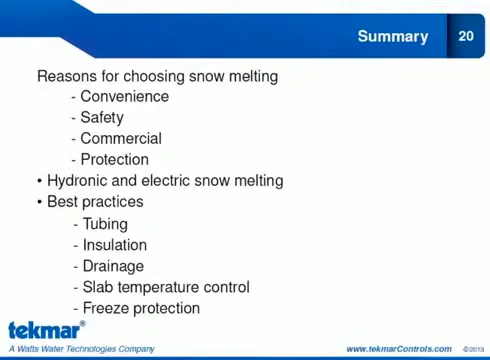 Summary 20
Reasons for choosing snow melting
- Convenience
- Safety
- Commercial
- Protection
• Hydronic and electric snow melting
• Best practices
- Tubing
- Insulation
- Drainage
- Slab temperature control
- Freeze protection
tekmar®
A Watts Water Technologies Company
www.tekmarControls.com ©2013